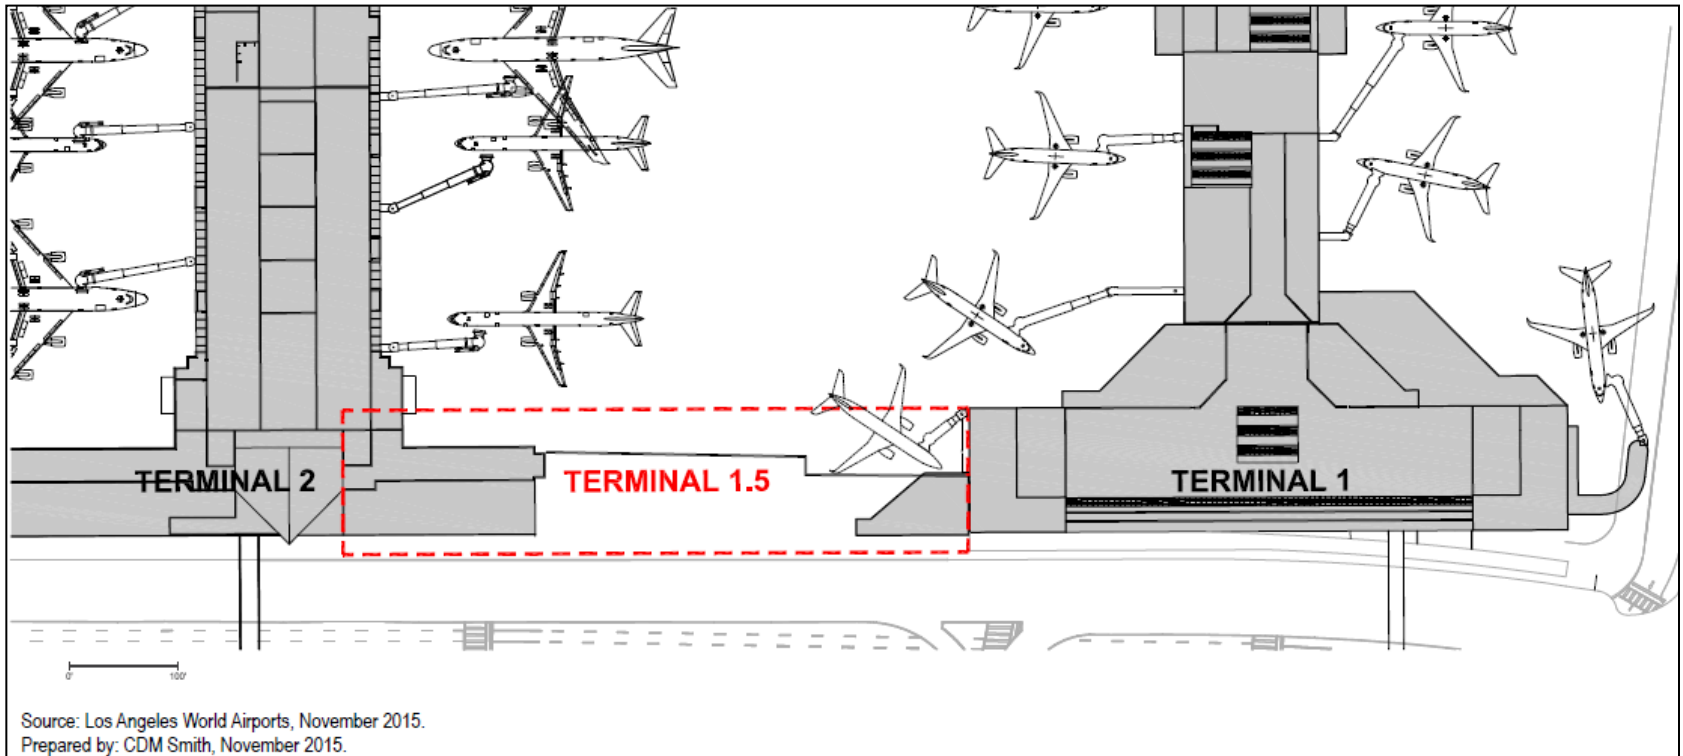 TERMINAL 2
TERMINAL 1.5
TERMINAL 1
0' 100'
Source: Los Angeles World Airports, November 2015.
Prepared by: CDM Smith, November 2015.